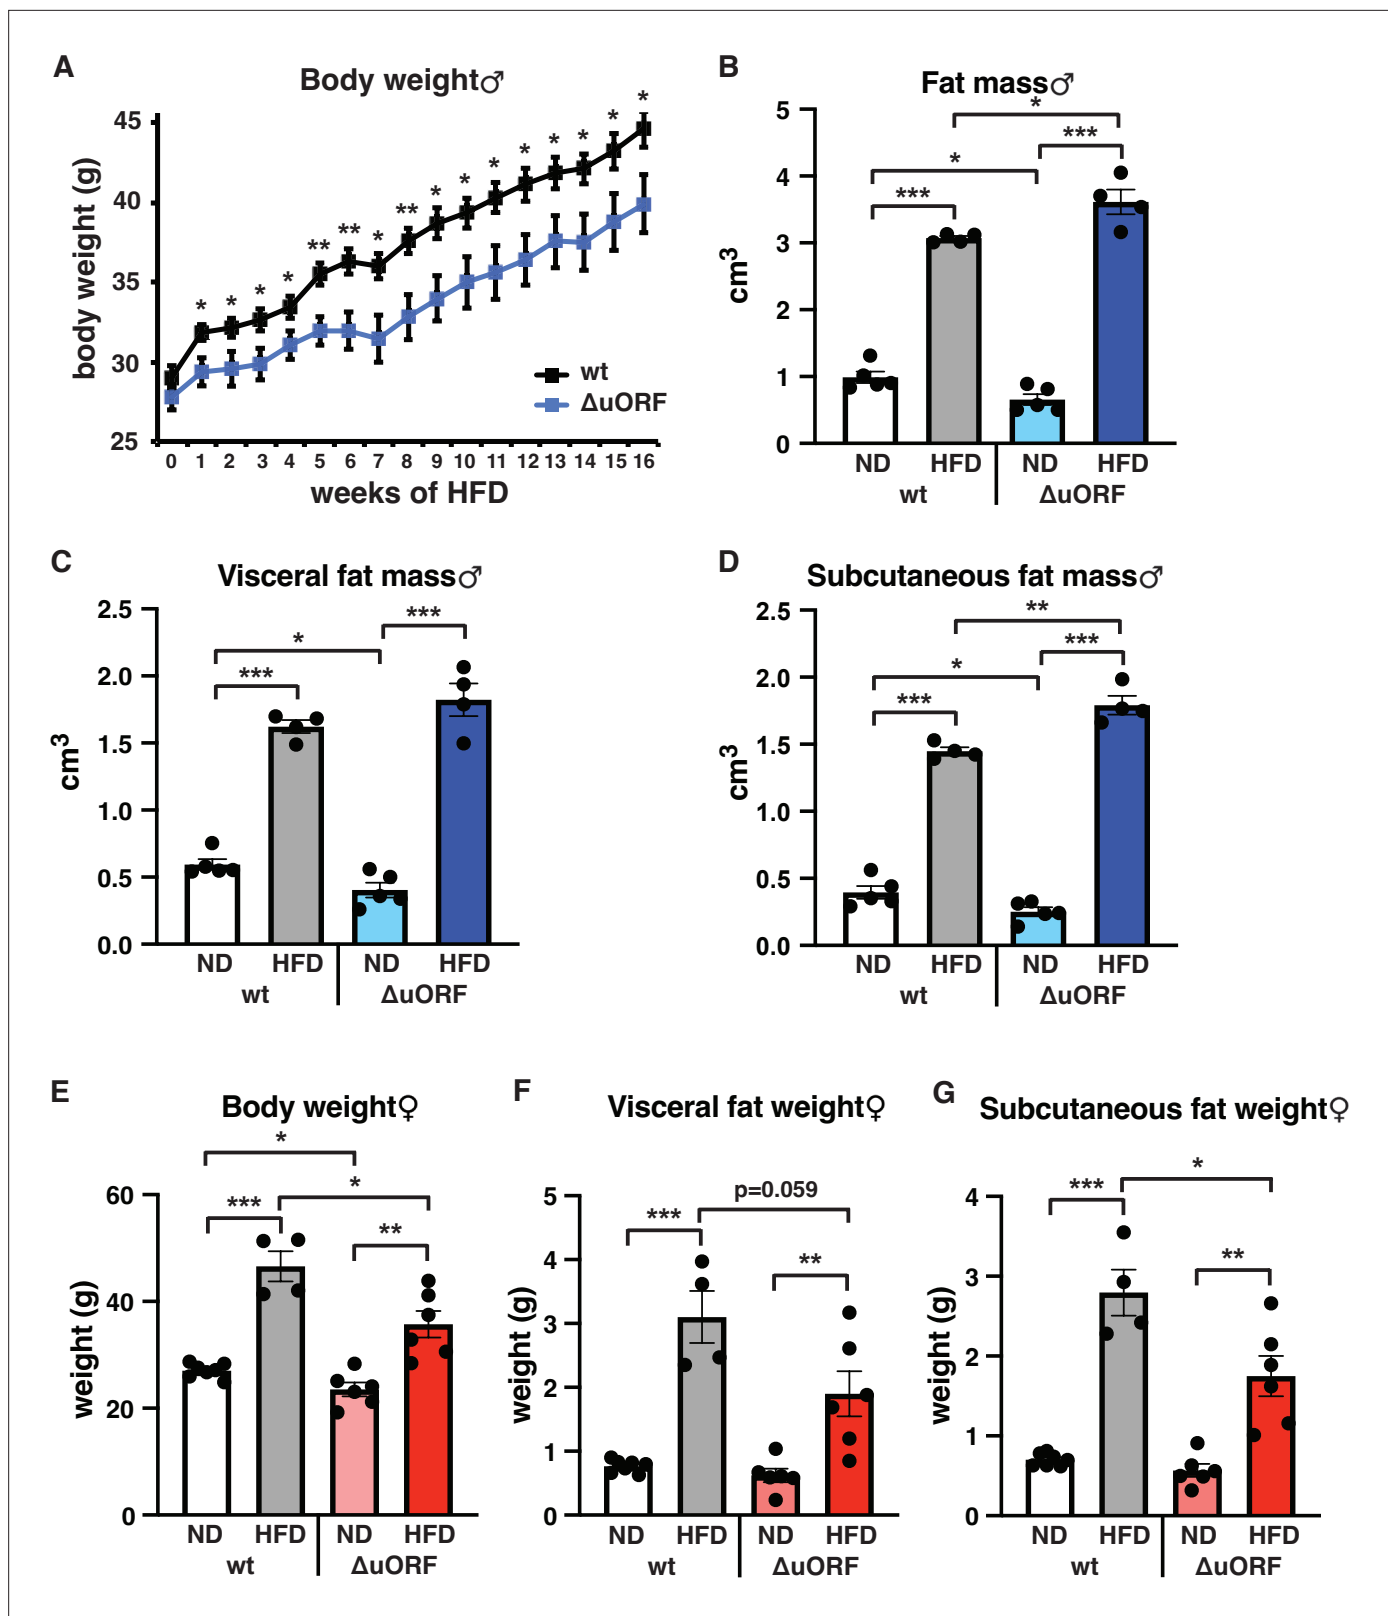 A
Body weight♂
body weight (g)
45
40
35
30
25
* * * * ** ** * ** * * * * * * * *
wt
ΔuORF
0 1 2 3 4 5 6 7 8 9 10 11 12 13 14 15 16
weeks of HFD
B
Fat mass♂
cm³
5
4
3
2
1
0
*
***
*
***
ND HFD ND HFD
wt ΔuORF
C
Visceral fat mass♂
cm³
2.5
2.0
1.5
1.0
0.5
0.0
***
*
***
ND HFD ND HFD
wt ΔuORF
D
Subcutaneous fat mass♂
cm³
2.5
2.0
1.5
1.0
0.5
0.0
**
***
*
***
ND HFD ND HFD
wt ΔuORF
E
Body weight♀
weight (g)
60
40
20
0
*
*
***
**
ND HFD ND HFD
wt ΔuORF
F
Visceral fat weight♀
weight (g)
5
4
3
2
1
0
p=0.059
***
**
ND HFD ND HFD
wt ΔuORF
G
Subcutaneous fat weight♀
weight (g)
4
3
2
1
0
*
***
**
ND HFD ND HFD
wt ΔuORF